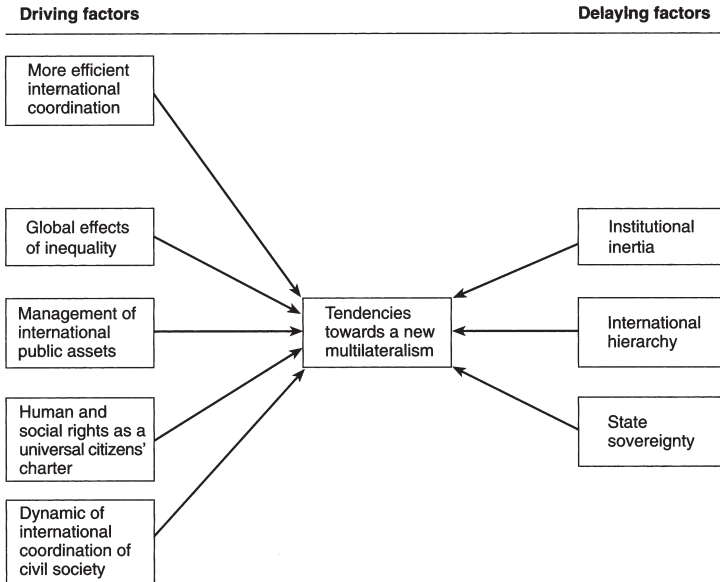 Driving factors
Delaying factors
More efficient
international
coordination
Global effects
of inequality
Management of
international
public assets
Human and
social rights as a
universal citizens'
charter
Dynamic of
international
coordination of
civil society
Tendencies
towards a new
multilateralism
Institutional
inertia
International
hierarchy
State
sovereignty